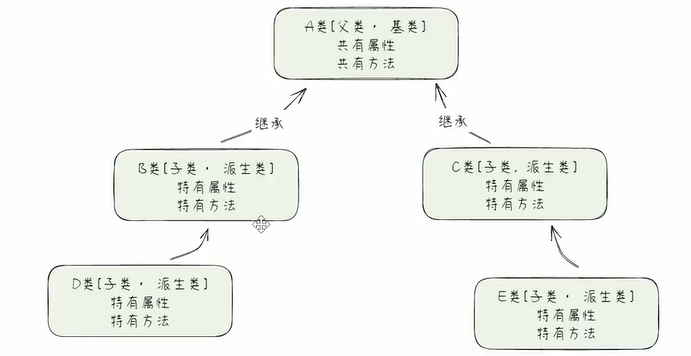 A类[父类， 基类]
共有属性
共有方法
继承
继承
B类[子类， 派生类]
特有属性
特有方法
C类[子类, 派生类]
特有属性
特有方法
D类[子类， 派生类]
特有属性
特有方法
E类[子类， 派生类]
特有属性
特有方法